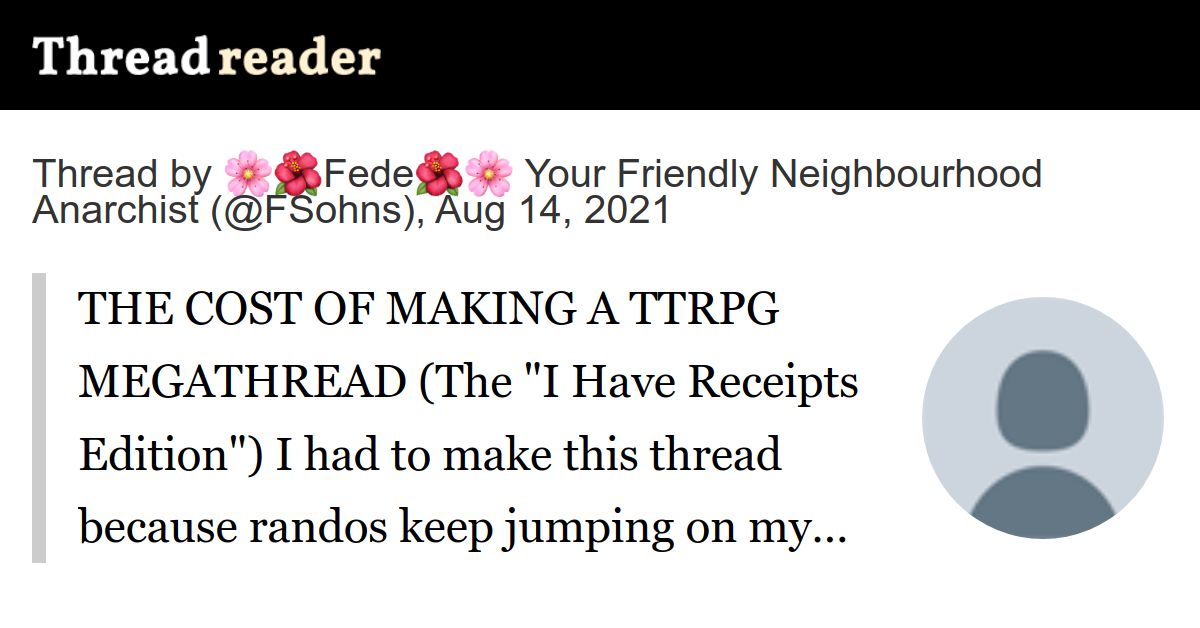 Thread reader
Thread by 🌸🌺Fede🌺🌸 Your Friendly Neighbourhood
Anarchist (@FSohns), Aug 14, 2021
THE COST OF MAKING A TTRPG
MEGATHREAD (The "I Have Receipts
Edition") I had to make this thread
because randos keep jumping on my...